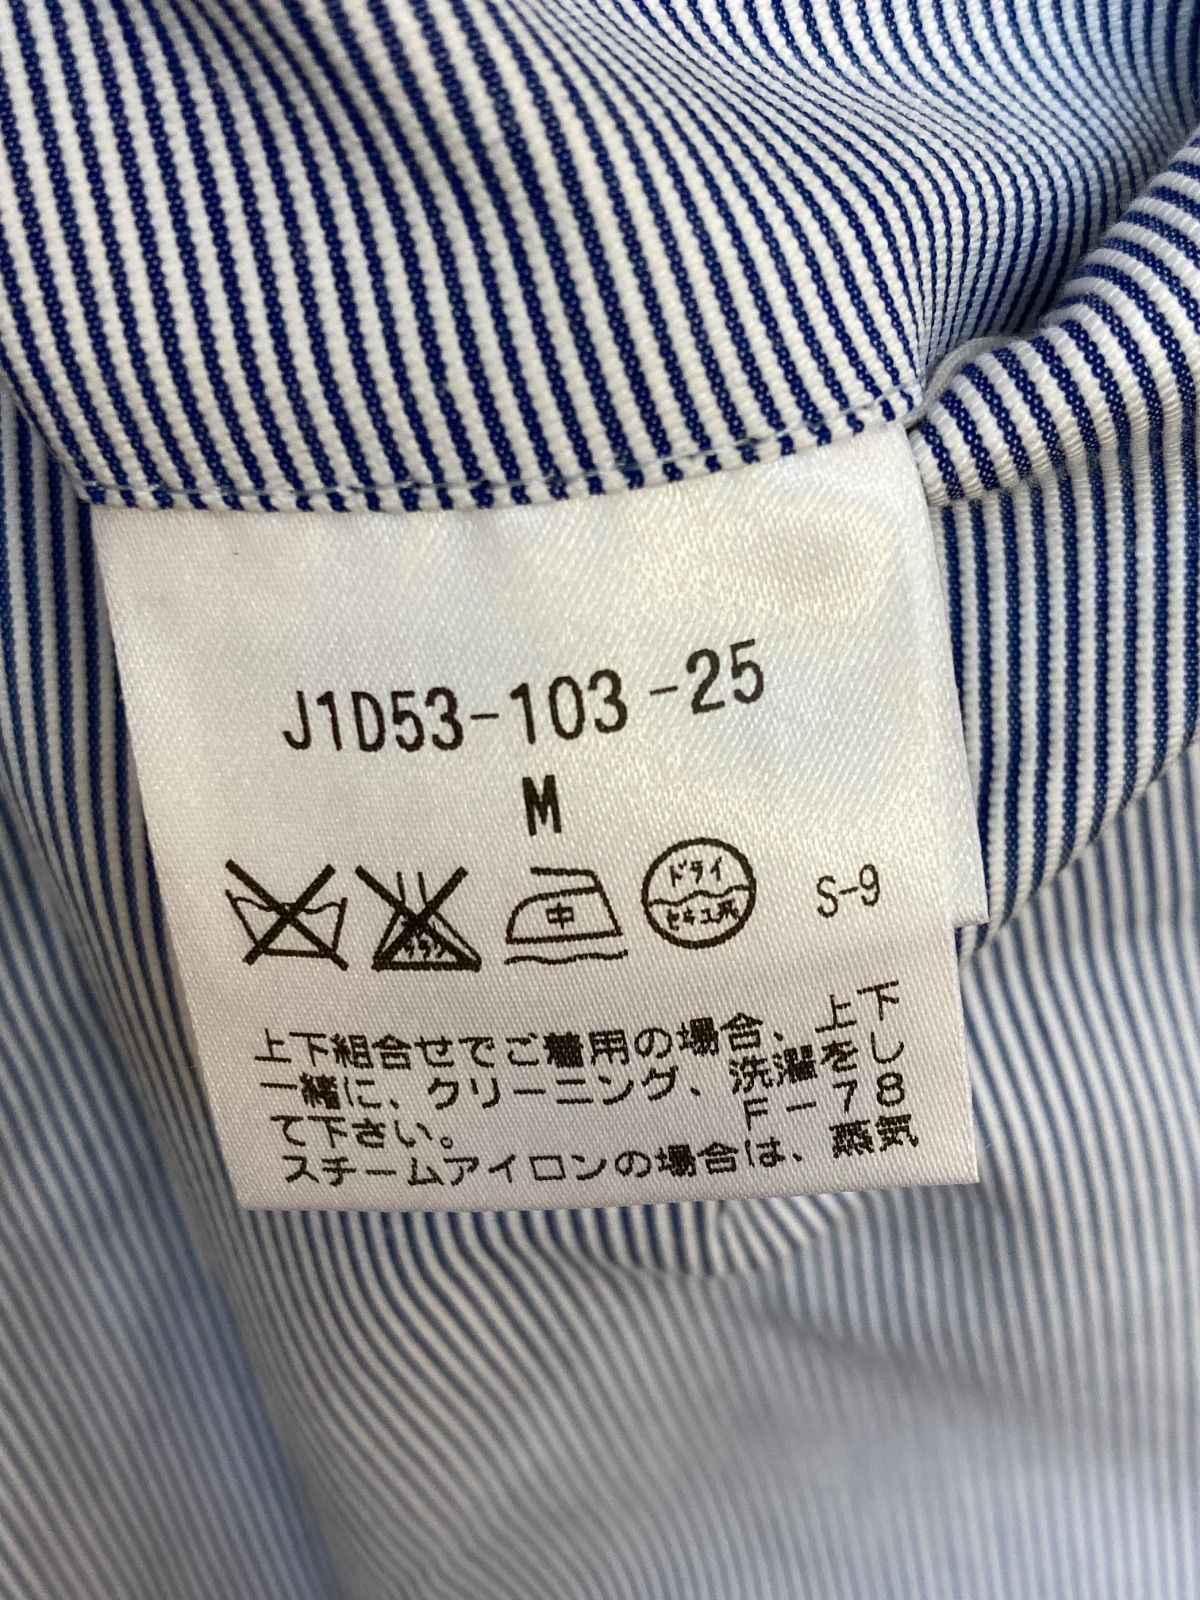 J1D53-103-25
M
中
ドライ
セキユ系
S-9
上下組合せでご着用の場合、上下
一緒に、クリーニング、洗濯をし
て下さい。 F-78
スチームアイロンの場合は、蒸気